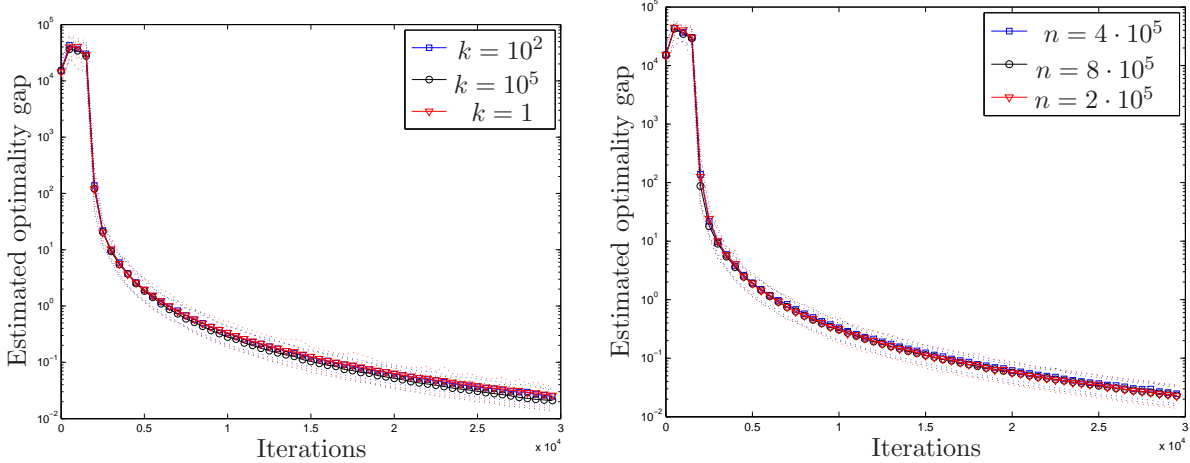 Estimated optimality gap
10^5
10^4
10^3
10^2
10^1
10^0
10^-1
10^-2
k = 10^2
k = 10^5
k = 1
0 0.5 1 1.5 2 2.5 3
x 10^4
Iterations
Estimated optimality gap
10^5
10^4
10^3
10^2
10^1
10^0
10^-1
10^-2
n = 4 · 10^5
n = 8 · 10^5
n = 2 · 10^5
0 0.5 1 1.5 2 2.5 3
x 10^4
Iterations